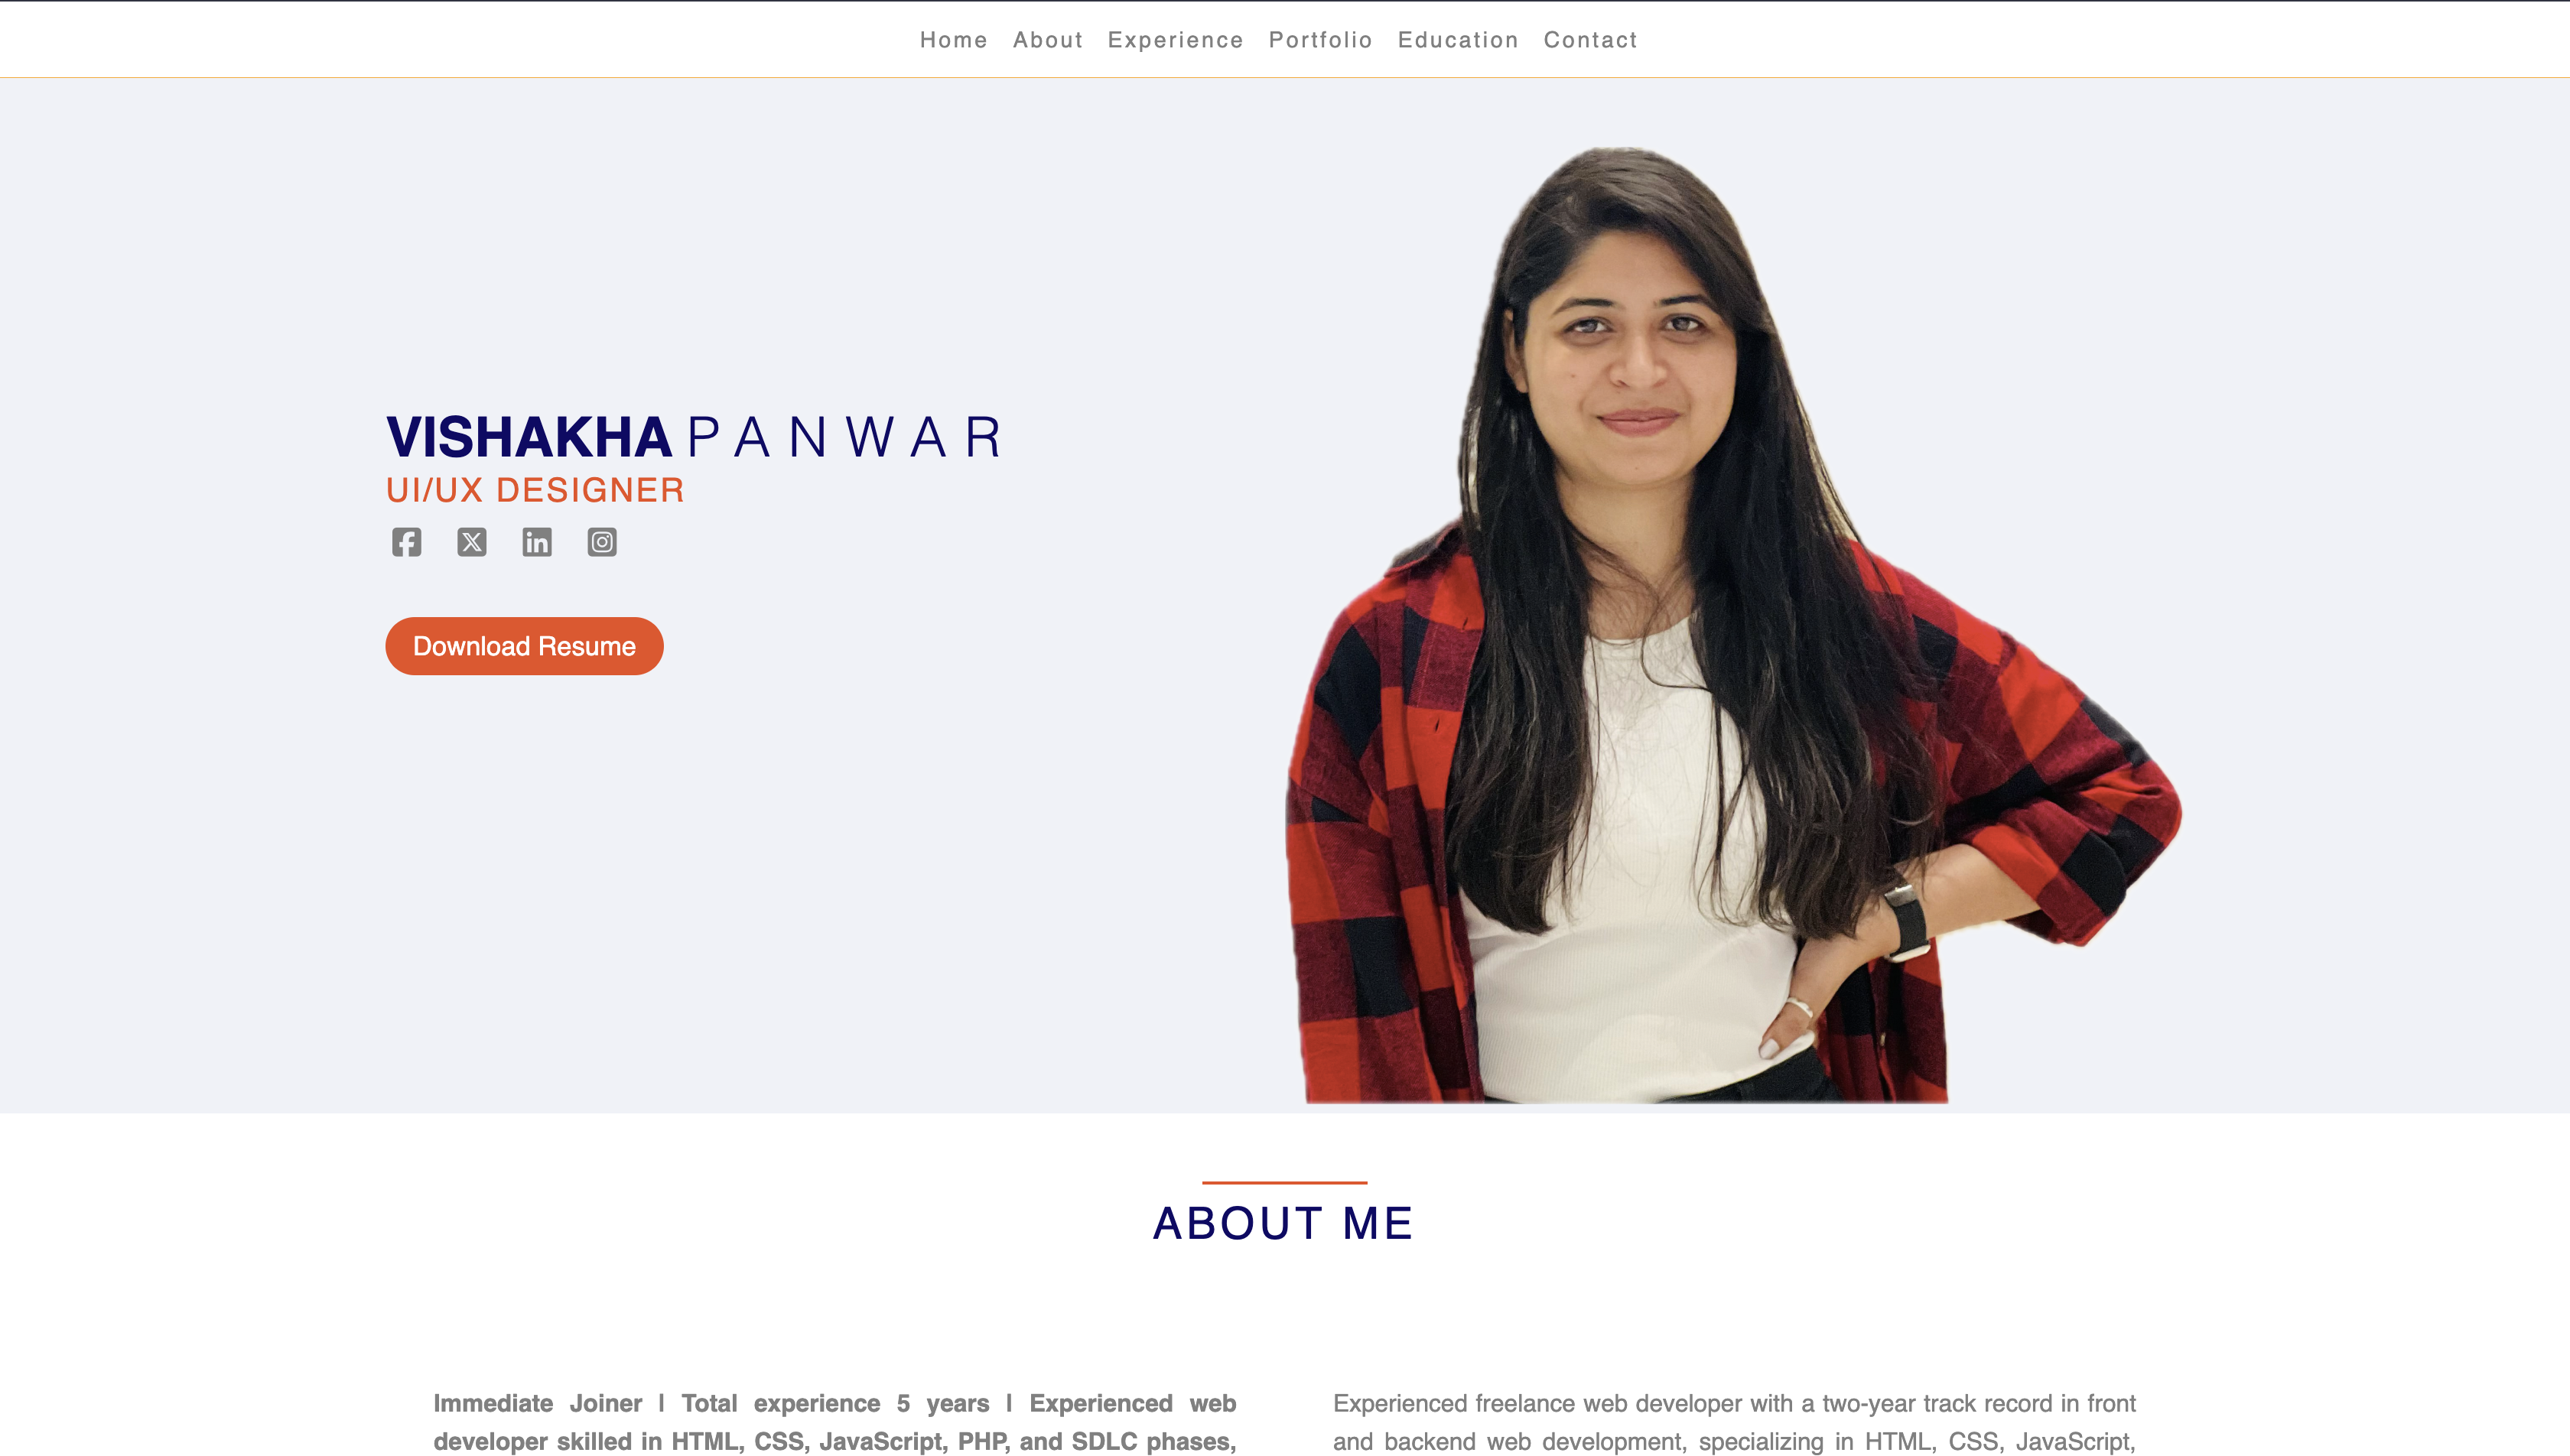 Home About Experience Portfolio Education Contact
VISHAKHA PANWAR
UI/UX DESIGNER
Download Resume
ABOUT ME
Immediate Joiner | Total experience 5 years | Experienced web
developer skilled in HTML, CSS, JavaScript, PHP, and SDLC phases,
Experienced freelance web developer with a two-year track record in front
and backend web development, specializing in HTML, CSS, JavaScript,